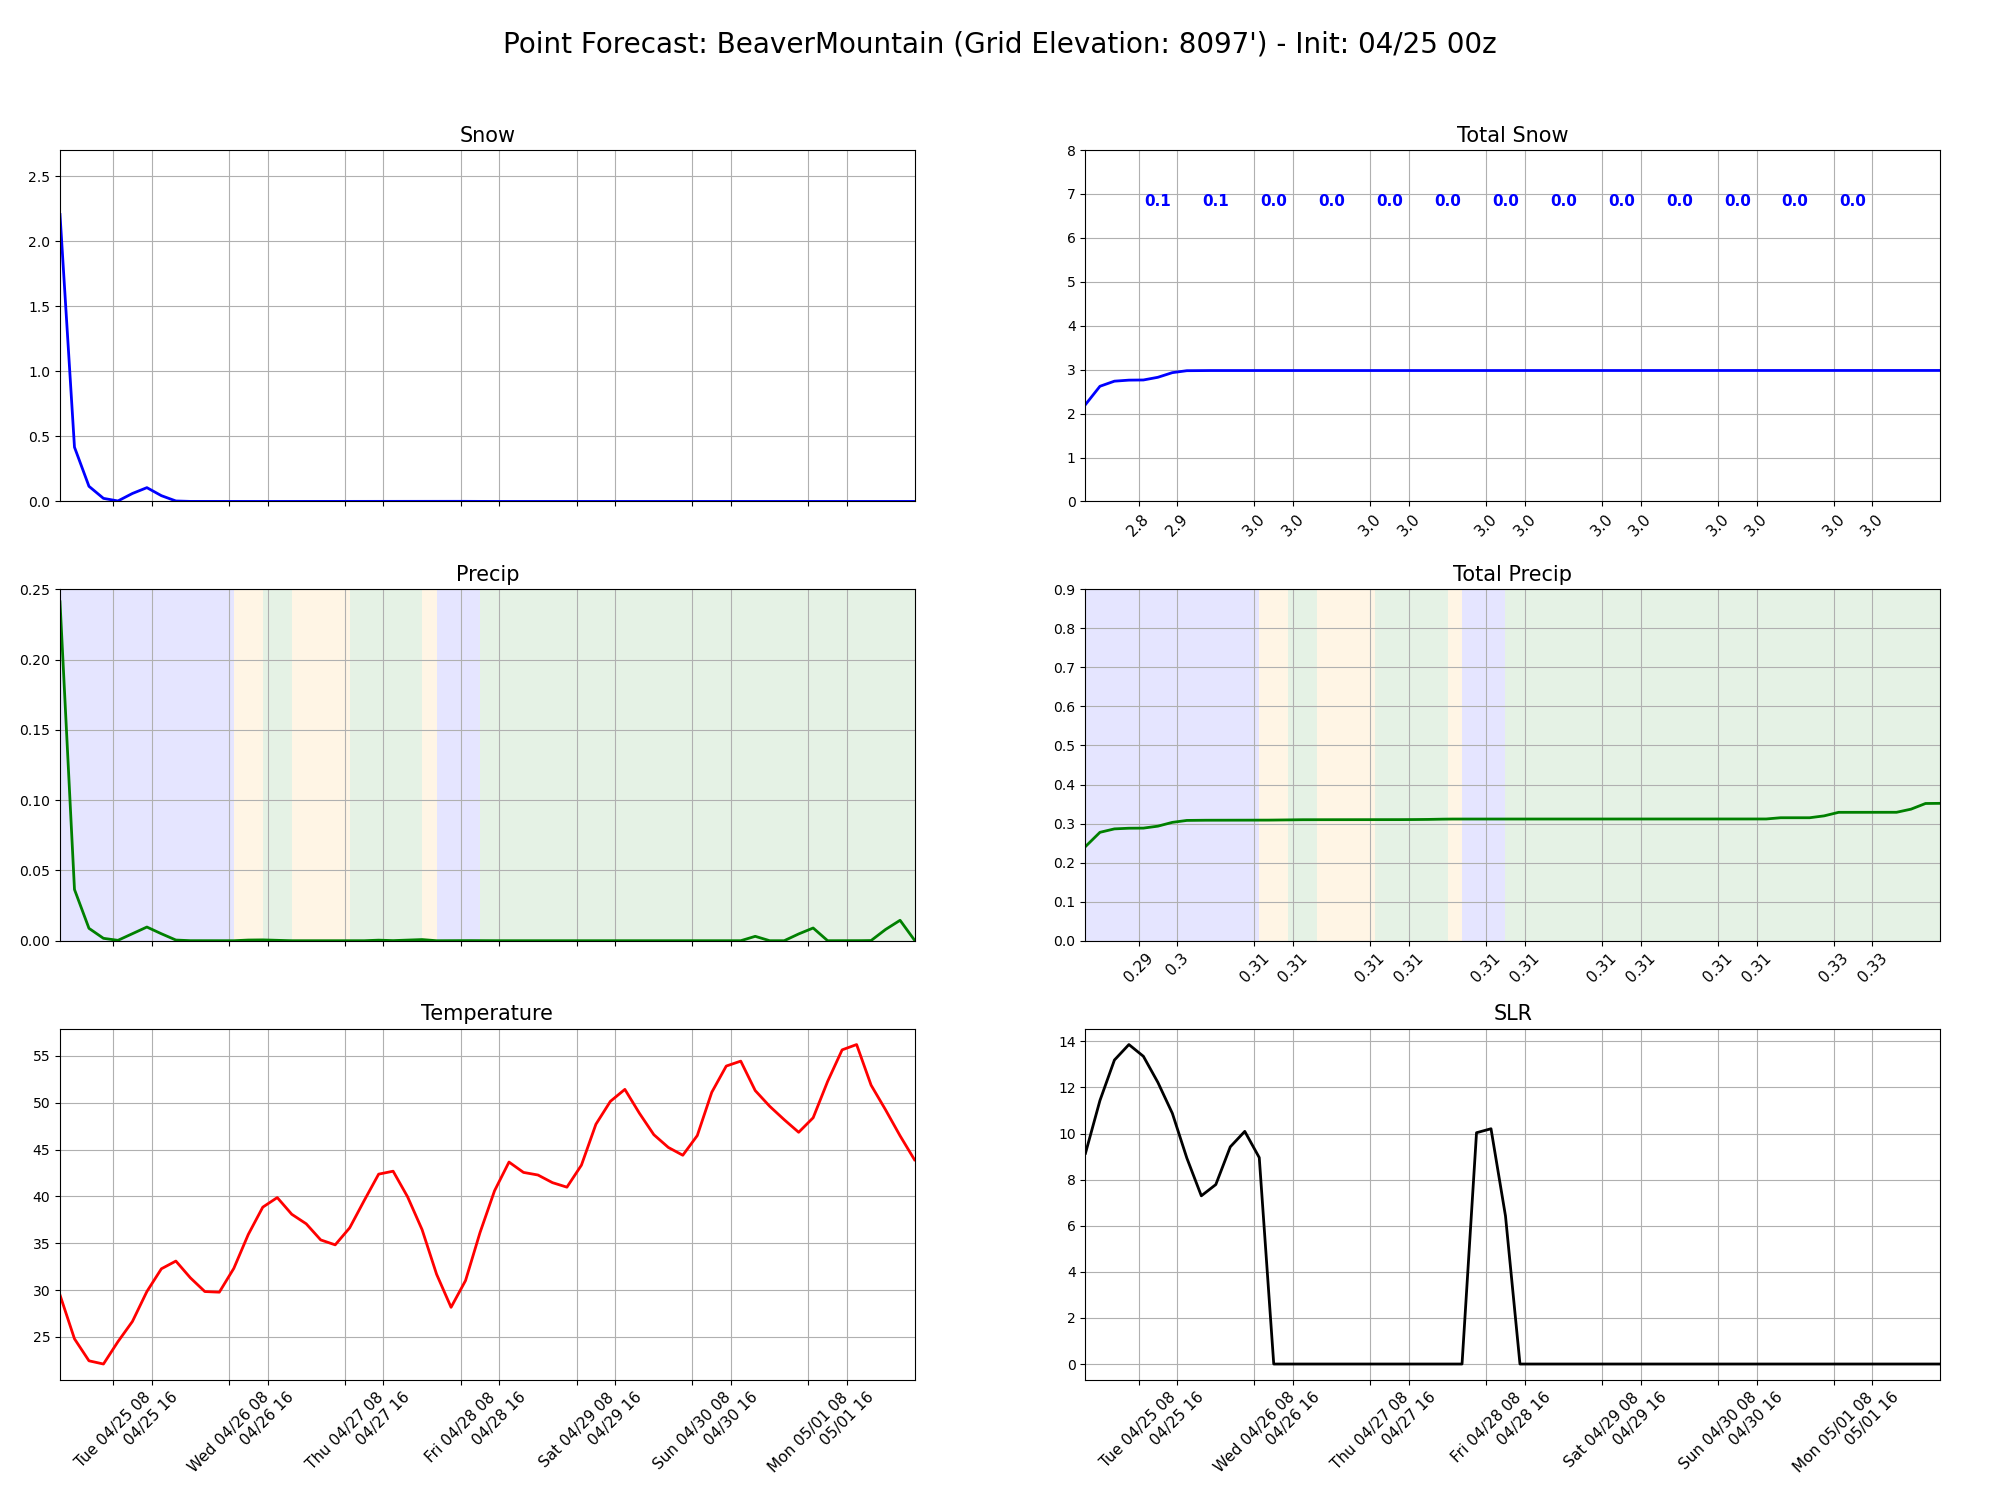 Point Forecast: BeaverMountain (Grid Elevation: 8097') - Init: 04/25 00z
Snow
2.5
2.0
1.5
1.0
0.5
0.0
Total Snow
8
7
6
5
4
3
2
1
0
0.1 0.1 0.0 0.0 0.0 0.0 0.0 0.0 0.0 0.0 0.0 0.0 0.0
2.8 2.9 3.0 3.0 3.0 3.0 3.0 3.0 3.0 3.0 3.0 3.0 3.0 3.0
Precip
0.25
0.20
0.15
0.10
0.05
0.00
Total Precip
0.9
0.8
0.7
0.6
0.5
0.4
0.3
0.2
0.1
0.0
0.29 0.3 0.31 0.31 0.31 0.31 0.31 0.31 0.31 0.31 0.31 0.31 0.33 0.33
Temperature
55
50
45
40
35
30
25
Tue 04/25 08
04/25 16
Wed 04/26 08
04/26 16
Thu 04/27 08
04/27 16
Fri 04/28 08
04/28 16
Sat 04/29 08
04/29 16
Sun 04/30 08
04/30 16
Mon 05/01 08
05/01 16
SLR
14
12
10
8
6
4
2
0
Tue 04/25 08
04/25 16
Wed 04/26 08
04/26 16
Thu 04/27 08
04/27 16
Fri 04/28 08
04/28 16
Sat 04/29 08
04/29 16
Sun 04/30 08
04/30 16
Mon 05/01 08
05/01 16